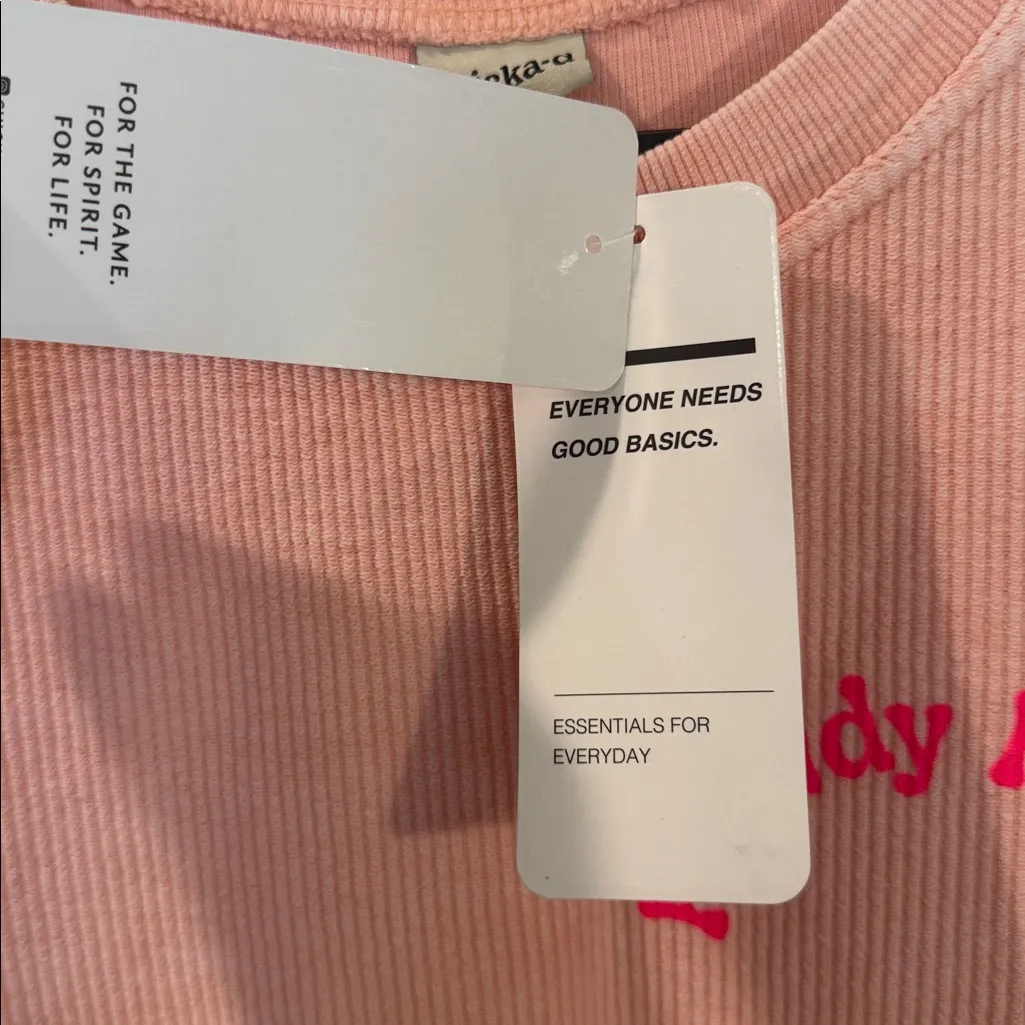 FOR THE GAME.
FOR SPIRIT.
FOR LIFE.
EVERYONE NEEDS
GOOD BASICS.
ESSENTIALS FOR
EVERYDAY